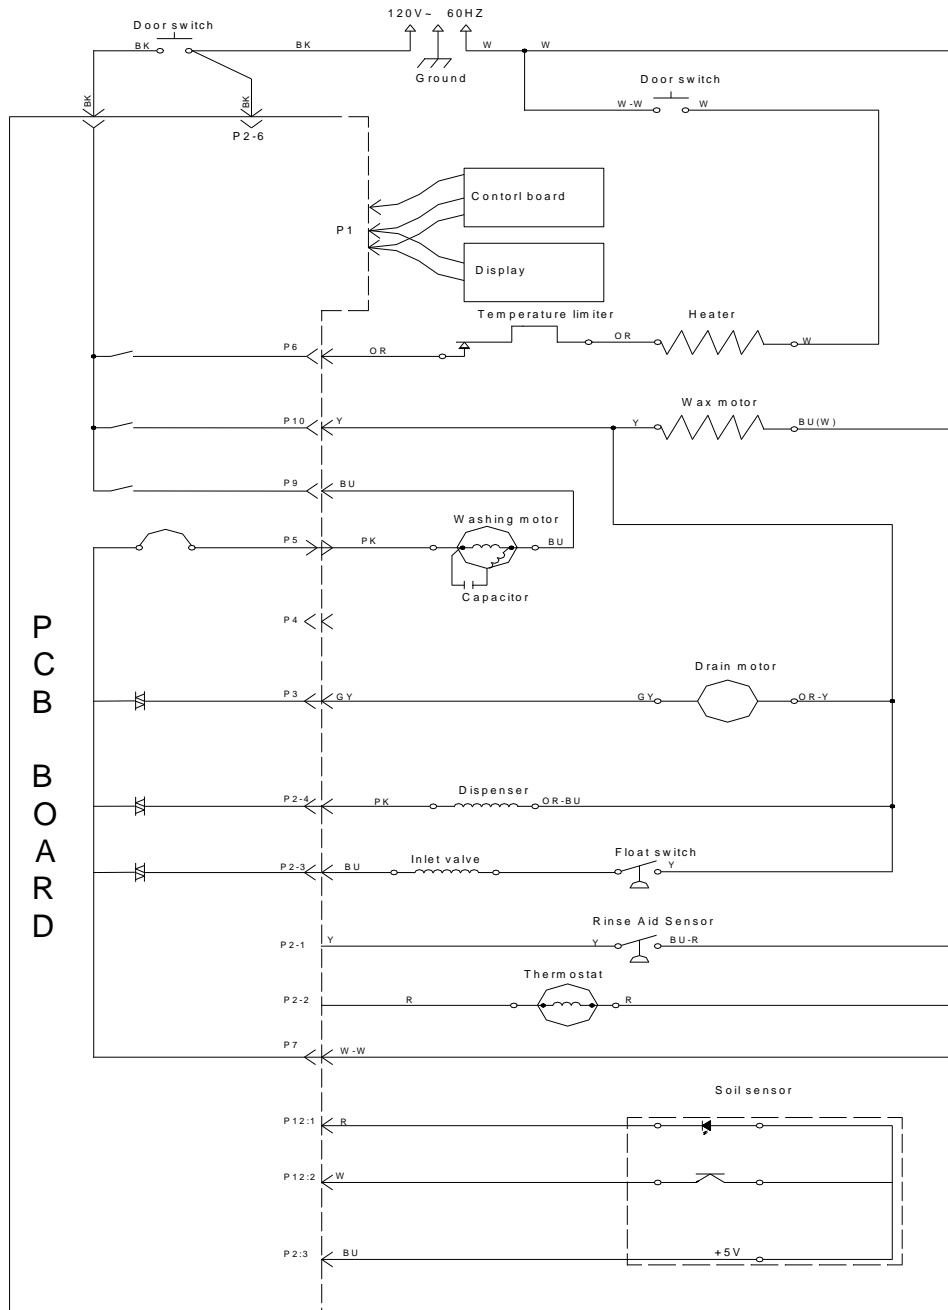 120V~ 60HZ
Door switch
BK
BK
W
W
Ground
Door switch
BK
BK
W-W
W
P2-6
Contorl board
P1
Display
Temperature limiter
Heater
P6
OR
OR
W
Wax motor
P10
Y
Y
BU(W)
P9
BU
Washing motor
P5
PK
BU
Capacitor
P4
PCB BOARD
Drain motor
P3
GY
GY
OR-Y
Dispenser
P2-4
PK
OR-BU
Inlet valve
Float switch
P2-3
BU
Y
Rinse Aid Sensor
P2-1
Y
Y
BU-R
Thermostat
P2-2
R
R
P7
W-W
Soil sensor
P12:1
R
P12:2
W
P2:3
BU
+5V